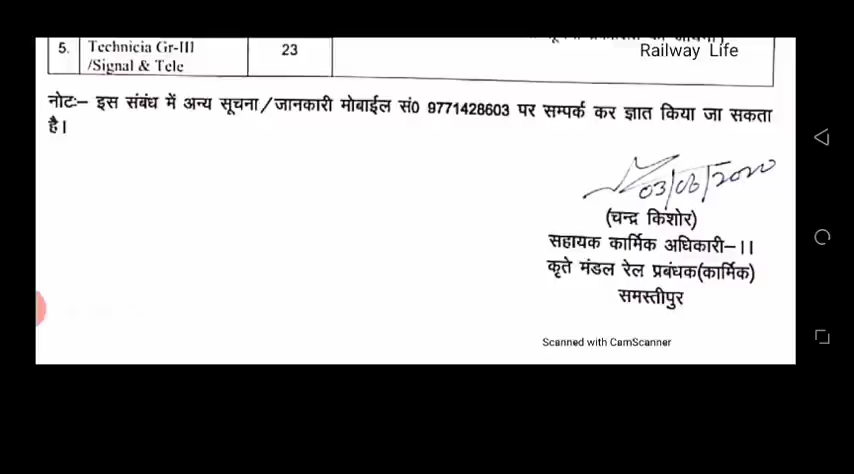 Railway Life
5. Technicia Gr-III 23
/Signal & Tele
नोटः– इस संबंध में अन्य सूचना/जानकारी मोबाईल सं0 9771428603 पर सम्पर्क कर ज्ञात किया जा सकता
है।
03/06/2020
(चन्द्र किशोर)
सहायक कार्मिक अधिकारी–II
कृते मंडल रेल प्रबंधक(कार्मिक)
समस्तीपुर
Scanned with CamScanner